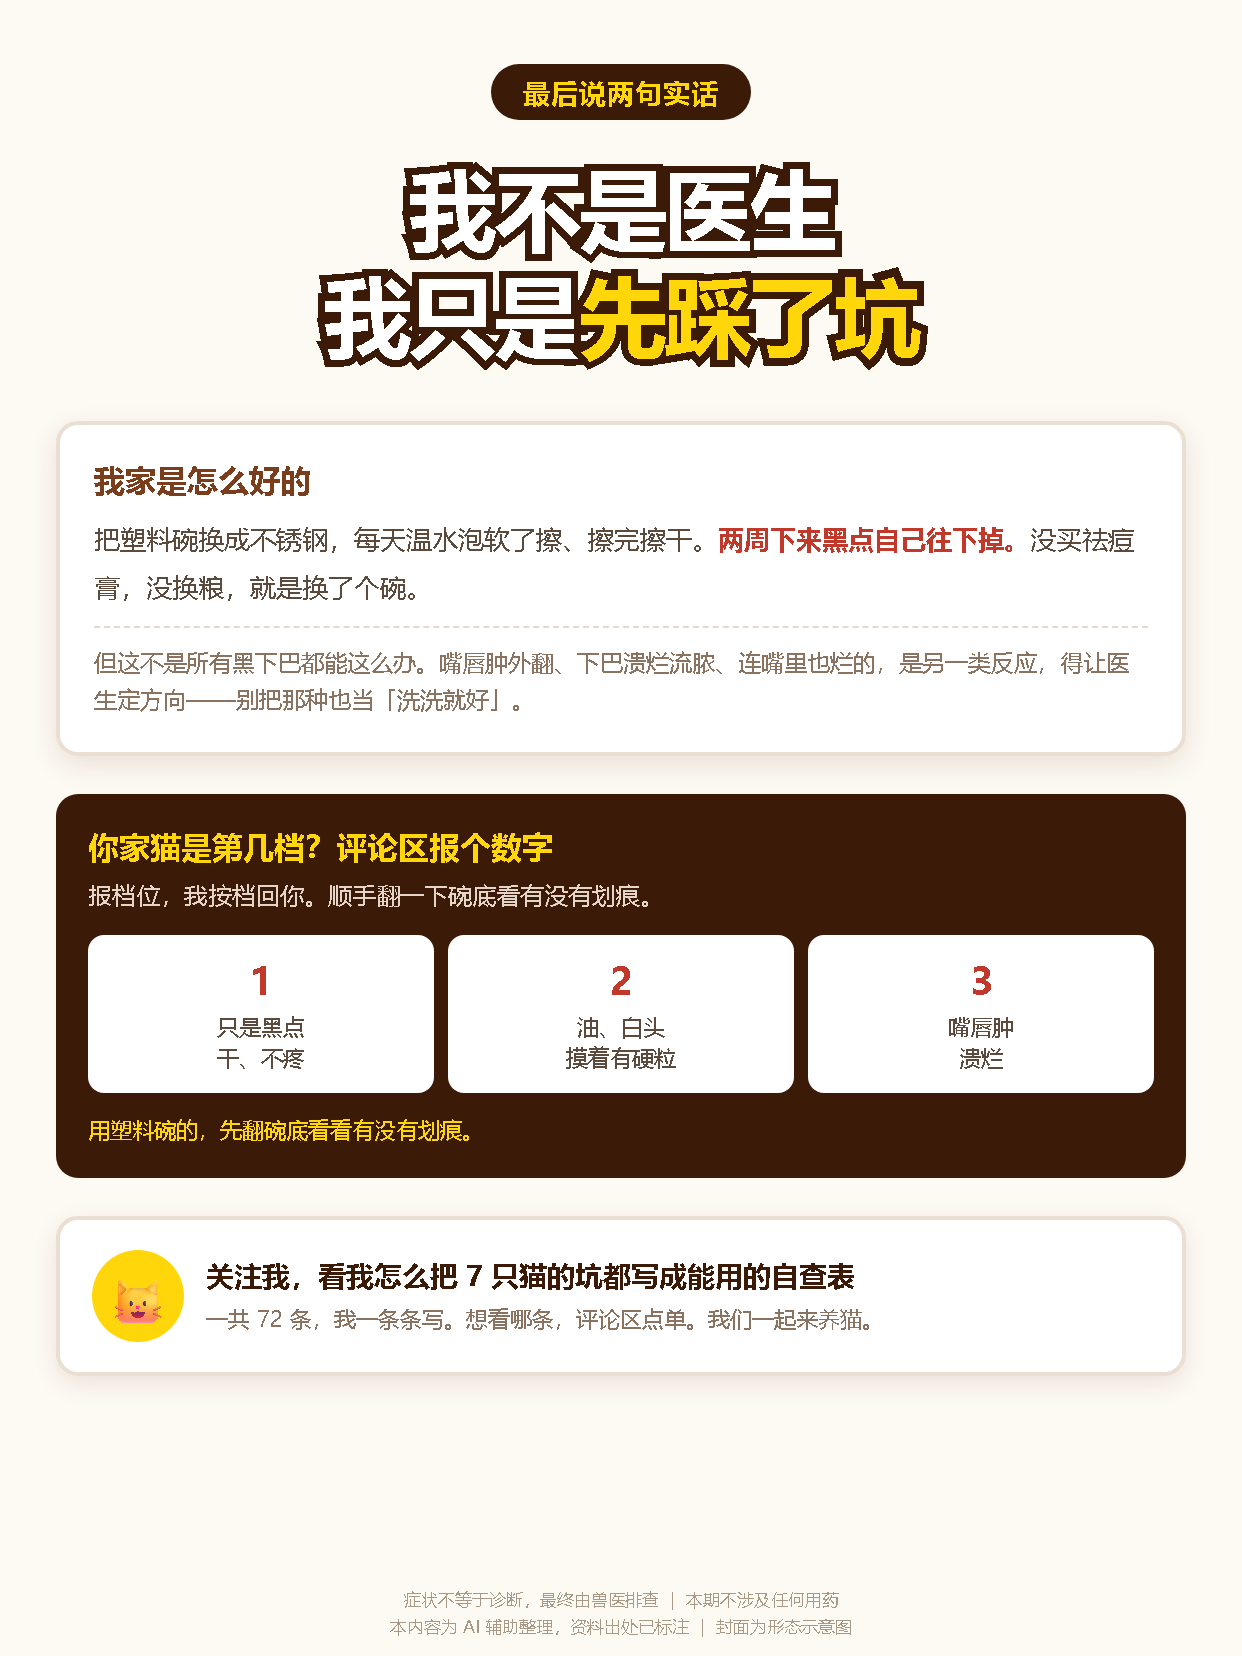 最后说两句实话
我不是医生
我只是先踩了坑
我家是怎么好的
把塑料碗换成不锈钢，每天温水泡软了擦、擦完擦干。两周下来黑点自己往下掉。没买祛痘
膏，没换粮，就是换了个碗。
但这不是所有黑下巴都能这么办。嘴唇肿外翻、下巴溃烂流脓、连嘴里也烂的，是另一类反应，得让医
生定方向——别把那种也当「洗洗就好」。
你家猫是第几档？评论区报个数字
报档位，我按档回你。顺手翻一下碗底看有没有划痕。
1
只是黑点
干、不疼
2
油、白头
摸着有硬粒
3
嘴唇肿
溃烂
用塑料碗的，先翻碗底看看有没有划痕。
关注我，看我怎么把 7 只猫的坑都写成能用的自查表
一共 72 条，我一条条写。想看哪条，评论区点单。我们一起来养猫。
症状不等于诊断，最终由兽医排查 | 本期不涉及任何用药
本内容为 AI 辅助整理，资料出处已标注 | 封面为形态示意图